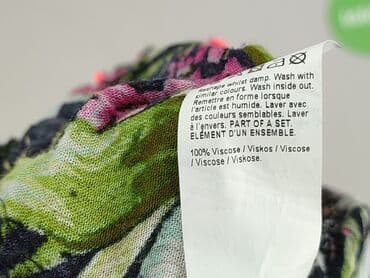 Reshape whilst damp. Wash with
similar colours. Wash inside out.
Remettre en forme lorsque
l'article est humide. Laver avec
des couleurs semblables. Laver
à l'envers. PART OF A SET.
ELÉMENT D'UN ENSEMBLE.
100% Viscose / Viskos / Viscose
/ Viscose / Viskose.